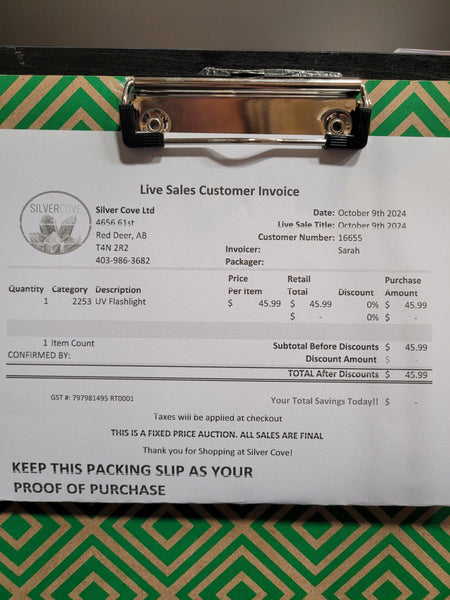 Live Sales Customer Invoice
SILVERCOVE
Silver Cove Ltd
4656 61st
Red Deer, AB
T4N 2R2
403-986-3682
Date: October 9th 2024
Live Sale Title: October 9th 2024
Customer Number: 16655
Invoicer: Sarah
Packager:
Quantity Category Description Price Per item Retail Total Discount Purchase Amount
1 2253 UV Flashlight $ 45.99 $ 45.99 0% $ 45.99
$ - 0% $ -
1 Item Count
Subtotal Before Discounts $ 45.99
CONFIRMED BY:
Discount Amount $ -
TOTAL After Discounts $ 45.99
GST #: 797981495 RT0001
Your Total Savings Today!! $ -
Taxes will be applied at checkout
THIS IS A FIXED PRICE AUCTION. ALL SALES ARE FINAL
Thank you for Shopping at Silver Cove!
KEEP THIS PACKING SLIP AS YOUR
PROOF OF PURCHASE